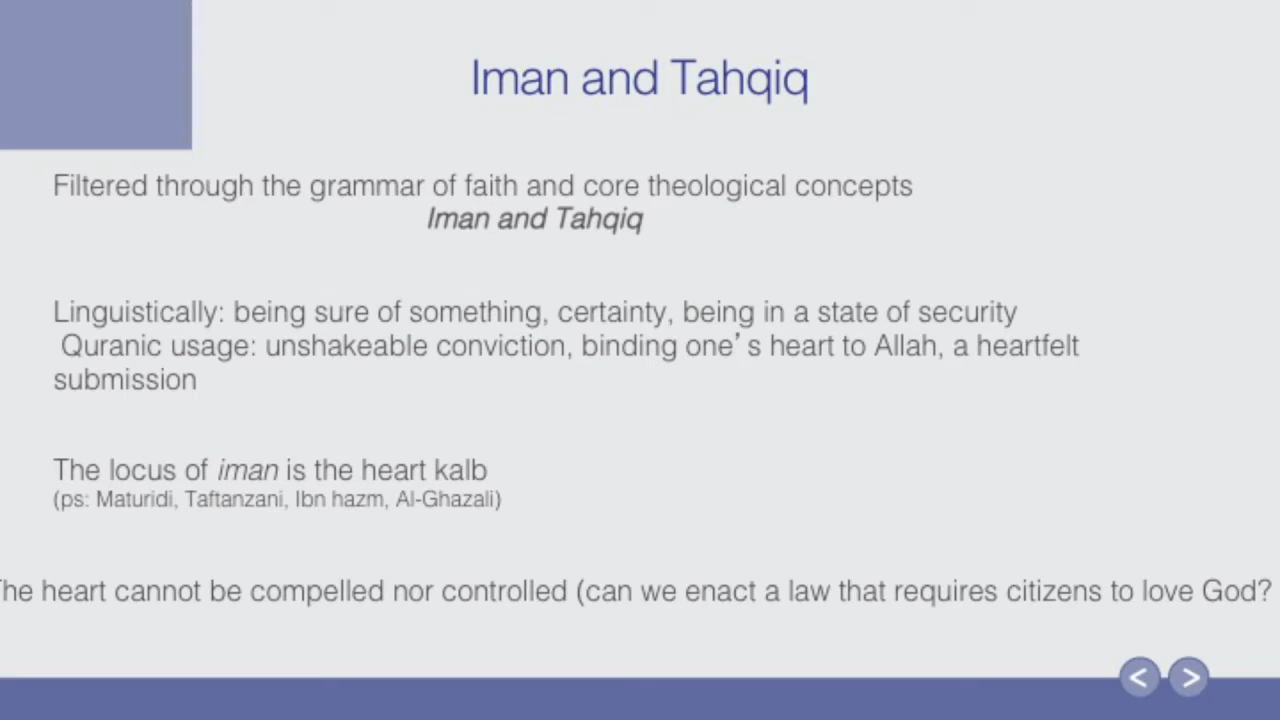 Iman and Tahqiq
Filtered through the grammar of faith and core theological concepts
Iman and Tahqiq
Linguistically: being sure of something, certainty, being in a state of security
Quranic usage: unshakeable conviction, binding one’s heart to Allah, a heartfelt
submission
The locus of iman is the heart kalb
(ps: Maturidi, Taftanzani, Ibn hazm, Al-Ghazali)
The heart cannot be compelled nor controlled (can we enact a law that requires citizens to love God?
< >